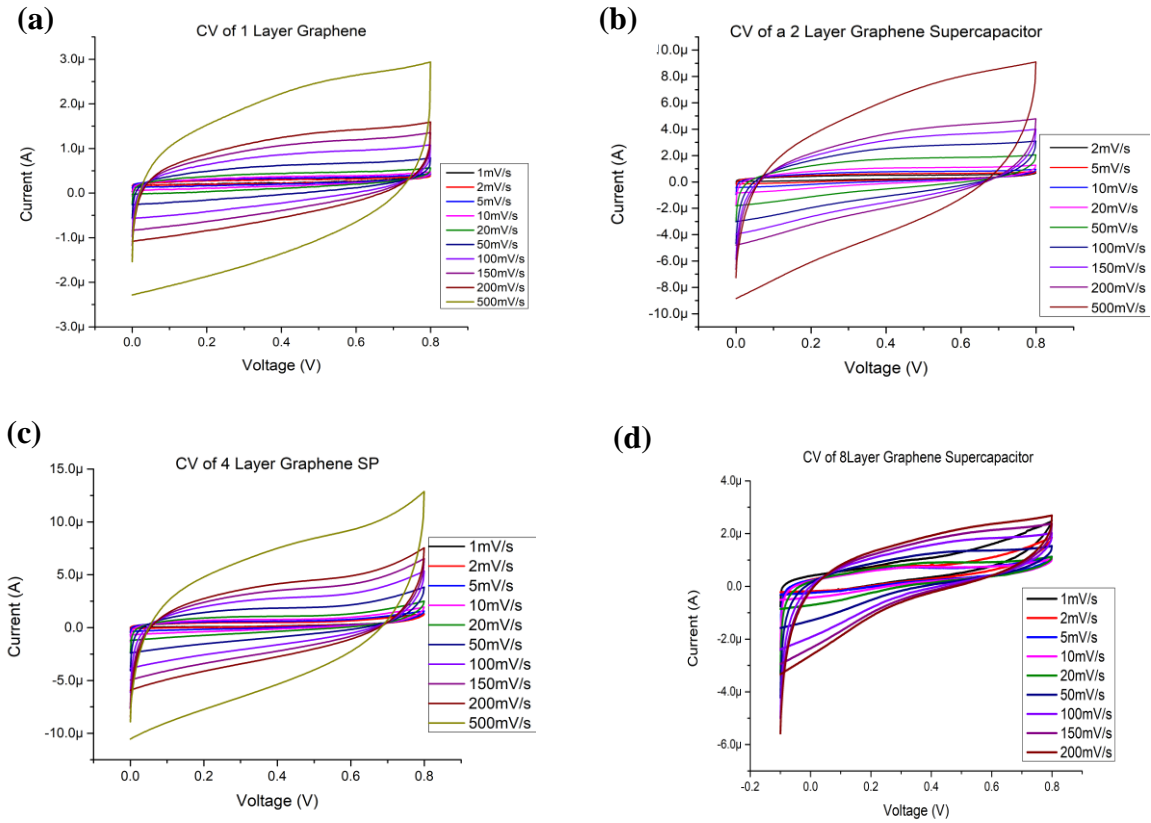 (a)
CV of 1 Layer Graphene
3.0µ
2.0µ
1.0µ
0.0
-1.0µ
-2.0µ
-3.0µ
Current (A)
0.0 0.2 0.4 0.6 0.8
Voltage (V)
1mV/s
2mV/s
5mV/s
10mV/s
20mV/s
50mV/s
100mV/s
150mV/s
200mV/s
500mV/s
(b)
CV of a 2 Layer Graphene Supercapacitor
0.0µ
8.0µ
6.0µ
4.0µ
2.0µ
0.0
-2.0µ
-4.0µ
-6.0µ
-8.0µ
-10.0µ
Current (A)
0.0 0.2 0.4 0.6 0.8
Voltage (V)
2mV/s
5mV/s
10mV/s
20mV/s
50mV/s
100mV/s
150mV/s
200mV/s
500mV/s
(c)
CV of 4 Layer Graphene SP
15.0µ
10.0µ
5.0µ
0.0
-5.0µ
-10.0µ
Current (A)
0.0 0.2 0.4 0.6 0.8
Voltage (V)
1mV/s
2mV/s
5mV/s
10mV/s
20mV/s
50mV/s
100mV/s
150mV/s
200mV/s
500mV/s
(d)
CV of 8Layer Graphene Supercapacitor
4.0µ
2.0µ
0.0
-2.0µ
-4.0µ
-6.0µ
Current (A)
-0.2 0.0 0.2 0.4 0.6 0.8
Voltage (V)
1mV/s
2mV/s
5mV/s
10mV/s
20mV/s
50mV/s
100mV/s
150mV/s
200mV/s